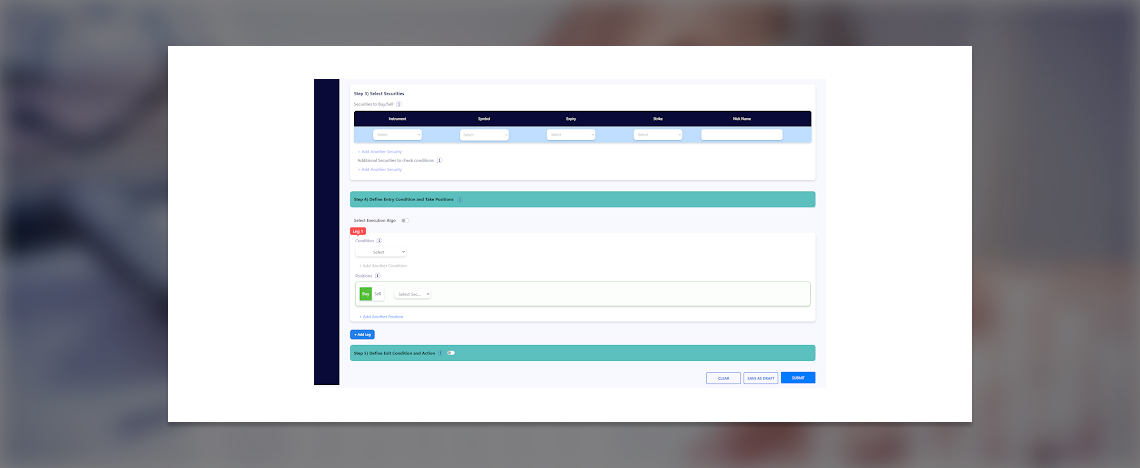 Step 3) Select Securities
Securities to Buy/Sell
Instrument Symbol Expiry Strike Nick Name
Select Select Select Select
+ Add Another Security
Additional Securities to check conditions
+ Add Another Security
Step 4) Define Entry Condition and Take Positions
Select Execution Algo
Leg 1
Condition
Select
+ Add Another Condition
Positions
Buy Sell Select Sec...
+ Add Another Position
+ Add Leg
Step 5) Define Exit Condition and Action
CLEAR SAVE AS DRAFT SUBMIT